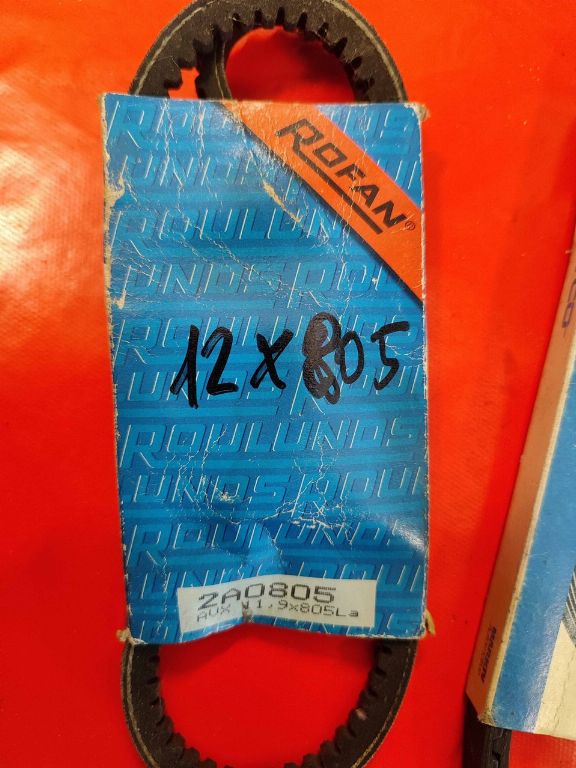 ROFAN®
ROULUNDS
12x805
2A0805
AVX 11,9x805La